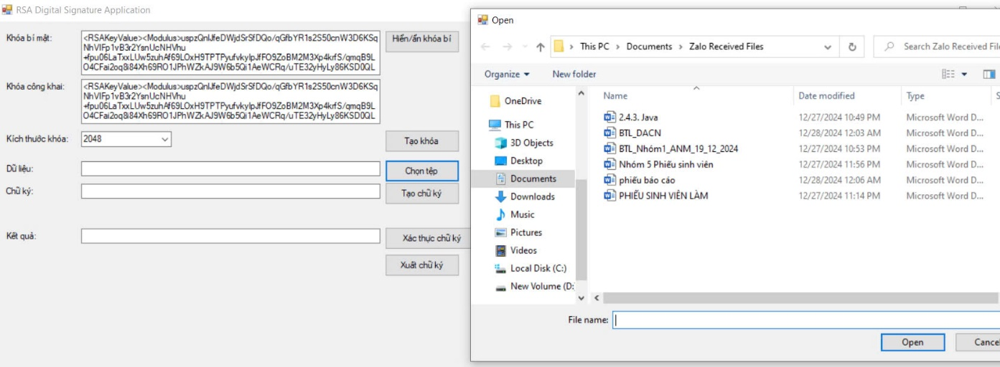 RSA Digital Signature Application
Khóa bí mật:
<RSAKeyValue><Modulus>uspzQnlJfeDWjdSrSfDQo/qGfbYR1s2S50cnW3D6KSq
NhVIFp1vB3r2YsnUcNHVhu
+fpu06LaTxxLUw5zuhAf69LOxH9TPTPyufvkyIpJfFO9ZoBM2M3Xp4krfS/qmqB9L
O4CFai2oq8i84Xh69RO1JPhWZkAJ9W6b5Qi1AeWCRq/uTE32yHyLy86KSD0QL
Hiển/ẩn khóa bí
Khóa công khai:
<RSAKeyValue><Modulus>uspzQnlJfeDWjdSrSfDQo/qGfbYR1s2S50cnW3D6KSq
NhVIFp1vB3r2YsnUcNHVhu
+fpu06LaTxxLUw5zuhAf69LOxH9TPTPyufvkyIpJfFO9ZoBM2M3Xp4krfS/qmqB9L
O4CFai2oq8i84Xh69RO1JPhWZkAJ9W6b5Qi1AeWCRq/uTE32yHyLy86KSD0QL
Kích thước khóa:
2048
Tạo khóa
Dữ liệu:
Chọn tệp
Chữ ký:
Tạo chữ ký
Kết quả:
Xác thực chữ ký
Xuất chữ ký
Open
This PC > Documents > Zalo Received Files
Search Zalo Received File
Organize
New folder
OneDrive
This PC
3D Objects
Desktop
Documents
Downloads
Music
Pictures
Videos
Local Disk (C:)
New Volume (D:
Name Date modified Type S
2.4.3. Java 12/27/2024 10:49 PM Microsoft Word D...
BTL_DACN 12/28/2024 12:03 AM Microsoft Word D...
BTL_Nhóm1_ANM_19_12_2024 12/27/2024 10:53 PM Microsoft Word D...
Nhóm 5 Phiếu sinh viên 12/27/2024 11:56 PM Microsoft Word D...
phiếu báo cáo 12/28/2024 12:06 AM Microsoft Word D...
PHIẾU SINH VIÊN LÀM 12/27/2024 11:14 PM Microsoft Word D...
File name:
Open
Cancel